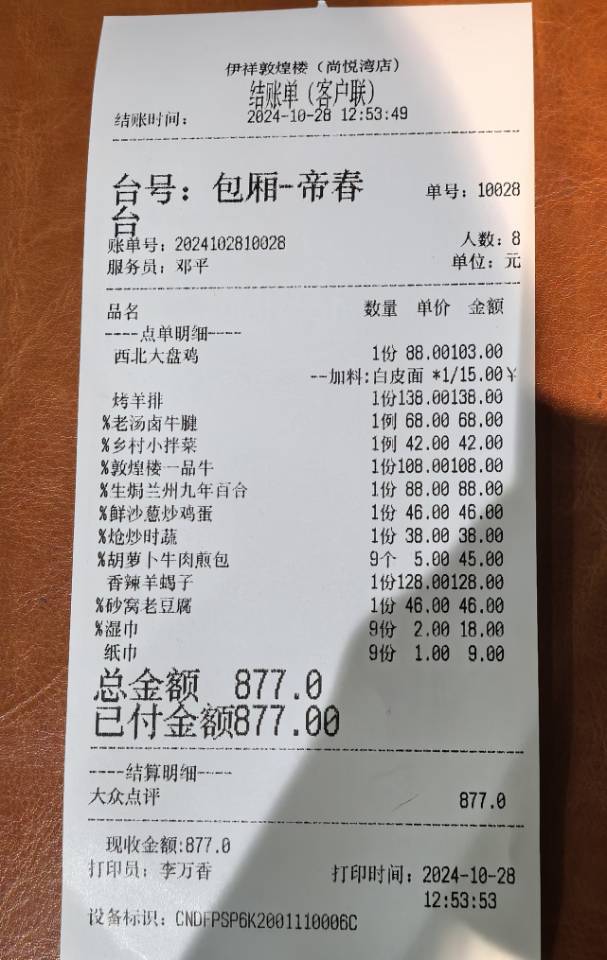 伊祥敦煌楼（尚悦湾店）
结账单（客户联）
结账时间： 2024-10-28 12:53:49
台号：包厢-帝春台 单号：10028
账单号：2024102810028 人数：8
服务员：邓平 单位：元
品名 数量 单价 金额
----点单明细----
西北大盘鸡 1份 88.00103.00
--加料:白皮面 *1/15.00¥
烤羊排 1份138.00138.00
%老汤卤牛腱 1例 68.00 68.00
%乡村小拌菜 1例 42.00 42.00
%敦煌楼一品牛 1份108.00108.00
%生焗兰州九年百合 1份 88.00 88.00
%鲜沙葱炒鸡蛋 1份 46.00 46.00
%炝炒时蔬 1份 38.00 38.00
%胡萝卜牛肉煎包 9个 5.00 45.00
香辣羊蝎子 1份128.00128.00
%砂窝老豆腐 1份 46.00 46.00
%湿巾 9份 2.00 18.00
纸巾 9份 1.00 9.00
总金额 877.0
已付金额877.00
----结算明细----
大众点评 877.0
现收金额:877.0
打印员：李万香 打印时间：2024-10-28
12:53:53
设备标识：CNDFPSP6K2001110006C